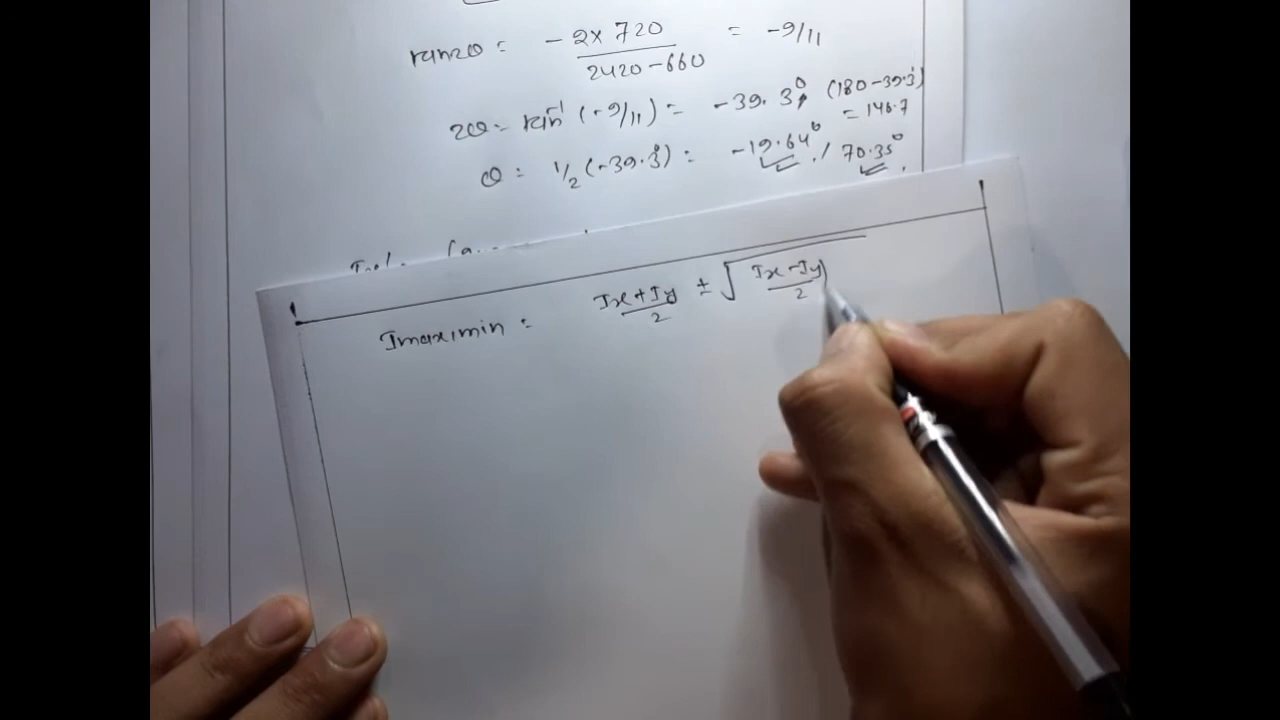 tan2θ = - 2 x 720 / 2420 - 660 = -9/11
2θ = tan⁻¹ (-9/11) = -39.3° (180-39.3)
= 140.7
θ = 1/2 (-39.3°) = -19.64° / 70.35°
Imax,min = Ix + Iy / 2 ± √ Ix - Iy / 2